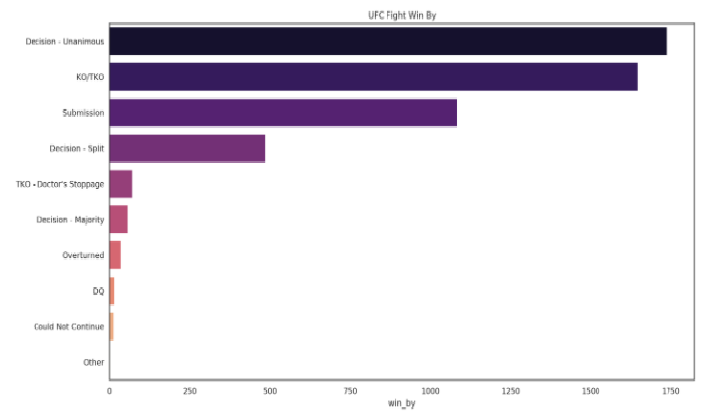 UFC Fight Win By
Decision - Unanimous
KO/TKO
Submission
Decision - Split
TKO - Doctor's Stoppage
Decision - Majority
Overturned
DQ
Could Not Continue
Other
0 250 500 750 1000 1250 1500 1750
win_by